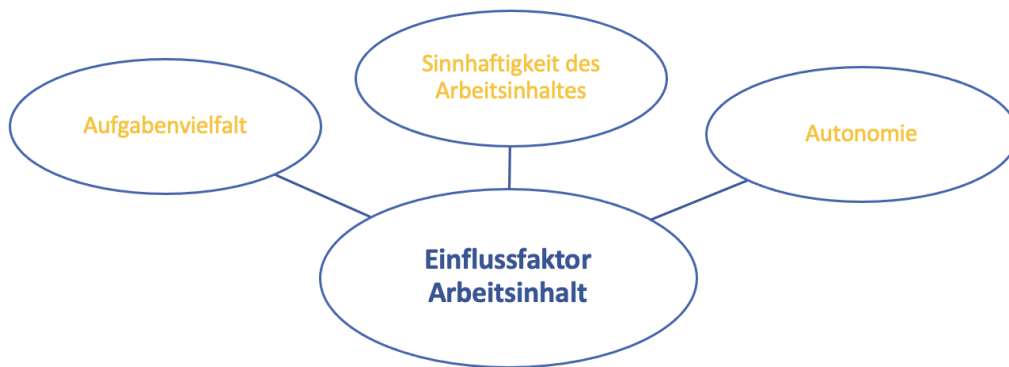 Sinnhaftigkeit des
Arbeitsinhaltes
Aufgabenvielfalt
Autonomie
Einflussfaktor
Arbeitsinhalt